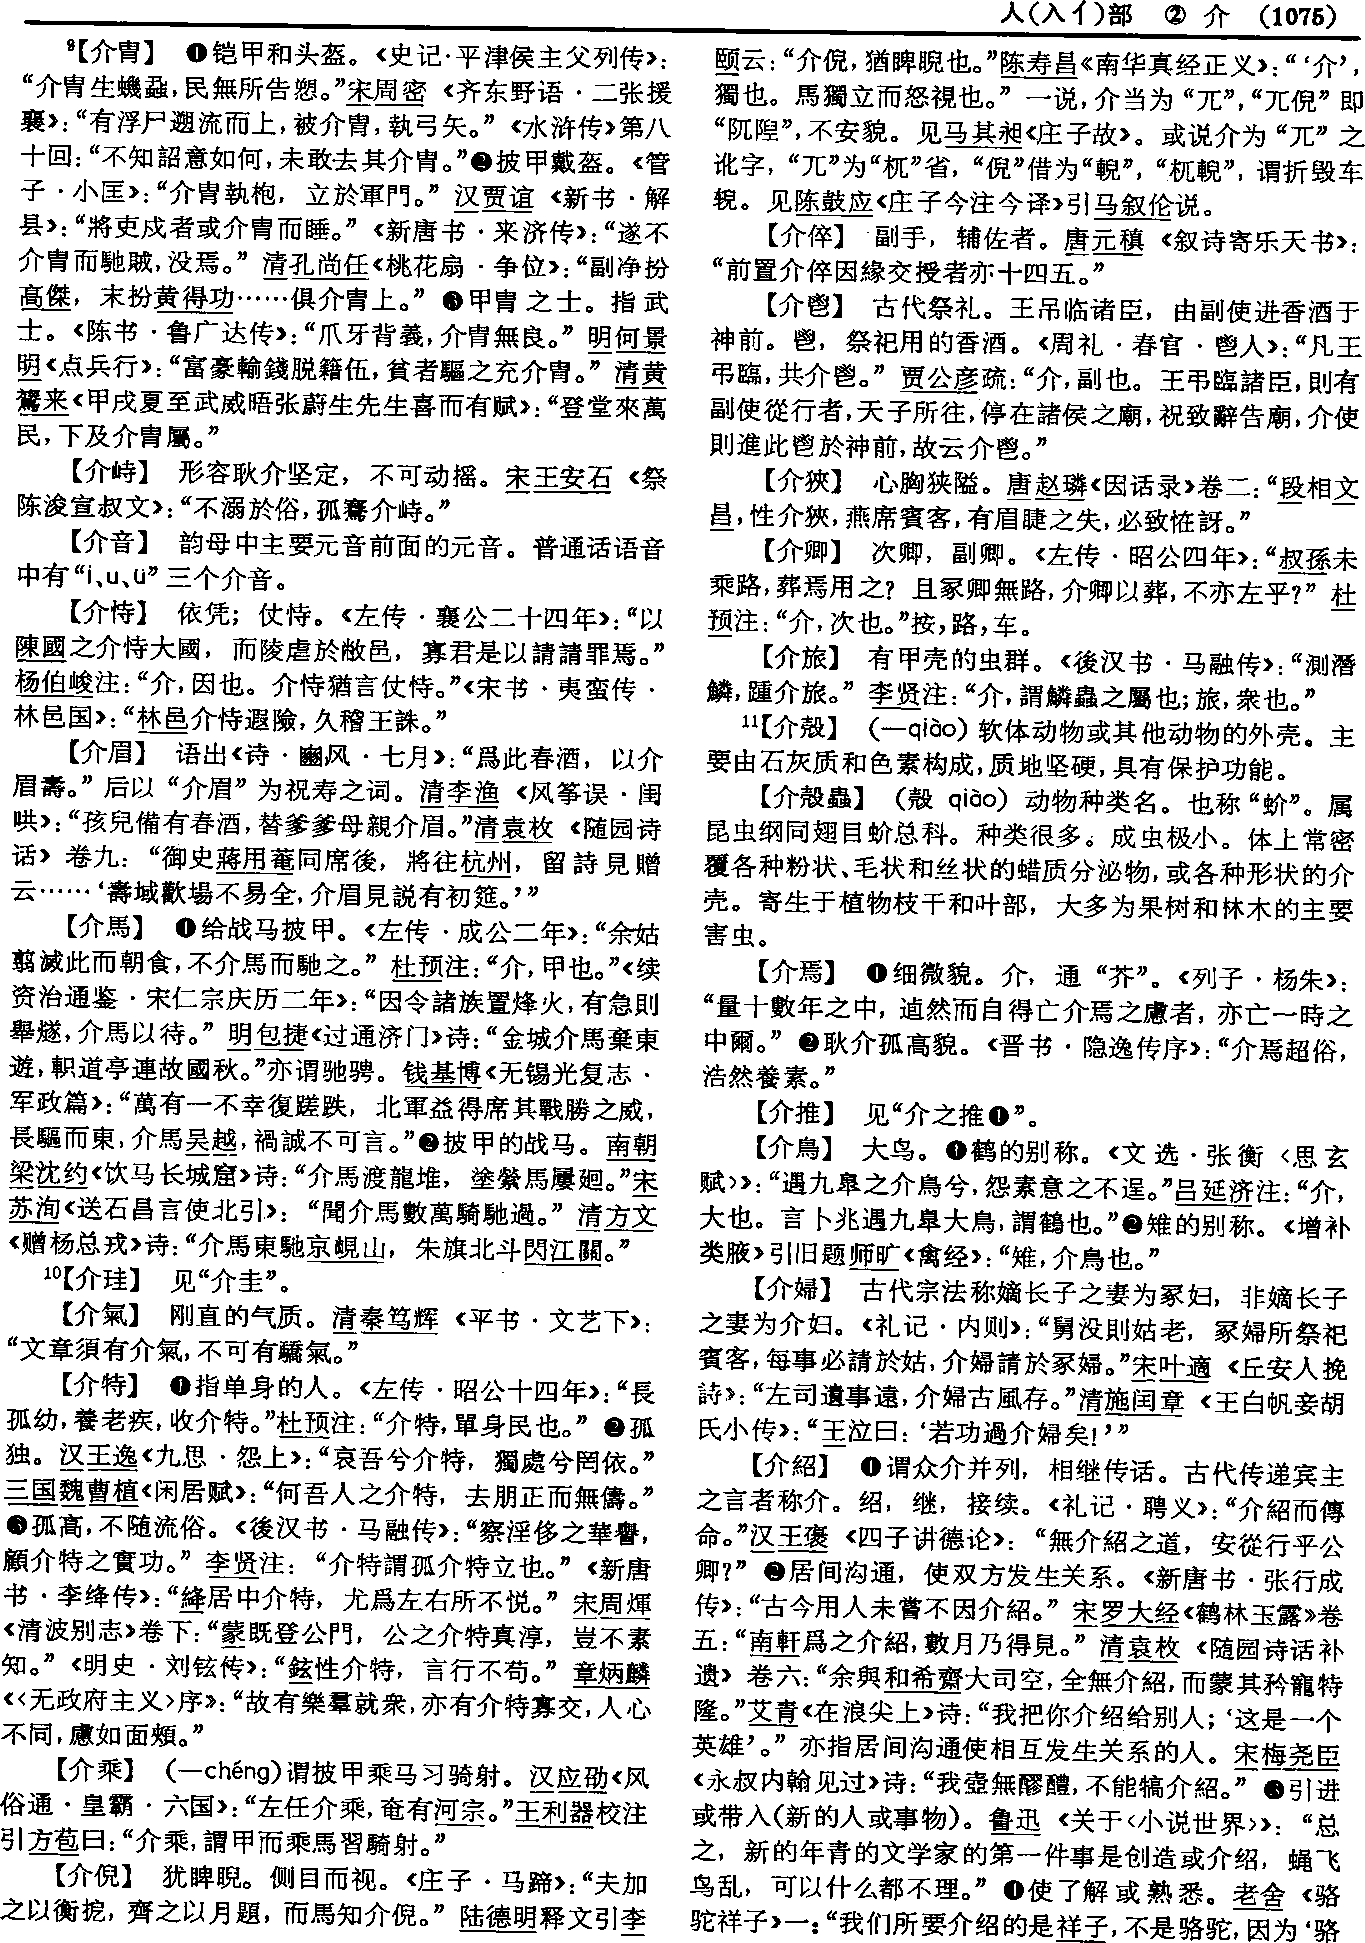 人(入亻)部 ② 介 (1075)
⁹【介冑】 ❶铠甲和头盔。《史记·平津侯主父列传》:
“介冑生蟣蝨,民無所告愬。”宋周密《齐东野语·二张援
襄》:“有浮尸遡流而上,被介冑,執弓矢。”《水浒传》第八
十回:“不知詔意如何,未敢去其介冑。”❷披甲戴盔。《管
子·小匡》:“介冑執枹,立於軍門。”汉贾谊《新书·解
县》:“將吏戍者或介冑而睡。”《新唐书·来济传》:“遂不
介冑而馳賊,没焉。”清孔尚任《桃花扇·争位》:“副净扮
高傑,末扮黄得功……俱介冑上。”❸甲冑之士。指武
士。《陈书·鲁广达传》:“爪牙背義,介冑無良。”明何景
明《点兵行》:“富豪輸錢脱籍伍,貧者驅之充介冑。”清黄
鷟来《甲戌夏至武威晤张蔚生先生喜而有赋》:“登堂來萬
民,下及介冑屬。”
【介峙】 形容耿介坚定,不可动摇。宋王安石《祭
陈浚宣叔文》:“不溺於俗,孤騫介峙。”
【介音】 韵母中主要元音前面的元音。普通话语音
中有“i、u、ü”三个介音。
【介恃】 依凭;仗恃。《左传·襄公二十四年》:“以
陳國之介恃大國,而陵虐於敝邑,寡君是以請請罪焉。”
杨伯峻注:“介,因也。介恃猶言仗恃。”《宋书·夷蛮传·
林邑国》:“林邑介恃遐險,久稽王誅。”
【介眉】 语出《诗·豳风·七月》:“爲此春酒,以介
眉壽。”后以“介眉”为祝寿之词。清李渔《风筝误·闺
哄》:“孩兒備有春酒,替爹爹母親介眉。”清袁枚《随园诗
话》卷九:“御史蔣用菴同席後,將往杭州,留詩見贈
云……‘壽域歡場不易全,介眉見説有初筵。’”
【介馬】 ❶给战马披甲。《左传·成公二年》:“余姑
翦滅此而朝食,不介馬而馳之。”杜预注:“介,甲也。”《续
资治通鉴·宋仁宗庆历二年》:“因令諸族置烽火,有急則
舉燧,介馬以待。”明包捷《过通济门》诗:“金城介馬棄東
遊,軹道亭連故國秋。”亦谓驰骋。钱基博《无锡光复志·
军政篇》:“萬有一不幸復蹉跌,北軍益得席其戰勝之威,
長驅而東,介馬吴越,禍誠不可言。”❷披甲的战马。南朝
梁沈约《饮马长城窟》诗:“介馬渡龍堆,塗縈馬屢迴。”宋
苏洵《送石昌言使北引》:“聞介馬數萬騎馳過。”清方文
《赠杨总戎》诗:“介馬東馳京峴山,朱旗北斗閃江關。”
¹⁰【介珪】 见“介圭”。
【介氣】 刚直的气质。清秦笃辉《平书·文艺下》:
“文章須有介氣,不可有驕氣。”
【介特】 ❶指单身的人。《左传·昭公十四年》:“長
孤幼,養老疾,收介特。”杜预注:“介特,單身民也。”❷孤
独。汉王逸《九思·怨上》:“哀吾兮介特,獨處兮罔依。”
三国魏曹植《闲居赋》:“何吾人之介特,去朋正而無儔。”
❸孤高,不随流俗。《後汉书·马融传》:“察淫侈之華譽,
顧介特之實功。”李贤注:“介特謂孤介特立也。”《新唐
书·李绛传》:“絳居中介特,尤爲左右所不悦。”宋周煇
《清波别志》卷下:“蒙既登公門,公之介特真淳,豈不素
知。”《明史·刘铉传》:“鉉性介特,言行不苟。”章炳麟
《〈无政府主义〉序》:“故有樂羣就衆,亦有介特寡交,人心
不同,慮如面頰。”
【介乘】 (—chéng)谓披甲乘马习骑射。汉应劭《风
俗通·皇霸·六国》:“左任介乘,奄有河宗。”王利器校注
引方苞曰:“介乘,謂甲而乘馬習騎射。”
【介倪】 犹睥睨。侧目而视。《庄子·马蹄》:“夫加
之以衡扼,齊之以月題,而馬知介倪。”陆德明释文引李
颐云:“介倪,猶睥睨也。”陈寿昌《南华真经正义》:“‘介’,
獨也。馬獨立而怒視也。”一说,介当为“兀”,“兀倪”即
“阢隉”,不安貌。见马其昶《庄子故》。或说介为“兀”之
讹字,“兀”为“杌”省,“倪”借为“輗”,“杌輗”,谓折毁车
輗。见陈鼓应《庄子今注今译》引马叙伦说。
【介倅】 副手,辅佐者。唐元稹《叙诗寄乐天书》:
“前置介倅因緣交授者亦十四五。”
【介鬯】 古代祭礼。王吊临诸臣,由副使进香酒于
神前。鬯,祭祀用的香酒。《周礼·春官·鬯人》:“凡王
弔臨,共介鬯。”贾公彦疏:“介,副也。王弔臨諸臣,則有
副使從行者,天子所往,停在諸侯之廟,祝致辭告廟,介使
則進此鬯於神前,故云介鬯。”
【介狹】 心胸狭隘。唐赵璘《因话录》卷二:“段相文
昌,性介狹,燕席賓客,有眉睫之失,必致怪訝。”
【介卿】 次卿,副卿。《左传·昭公四年》:“叔孫未
乘路,葬焉用之?且冢卿無路,介卿以葬,不亦左乎?”杜
预注:“介,次也。”按,路,车。
【介旅】 有甲壳的虫群。《後汉书·马融传》:“測潛
鱗,踵介旅。”李贤注:“介,謂鱗蟲之屬也;旅,衆也。”
¹¹【介殼】 (—qiào)软体动物或其他动物的外壳。主
要由石灰质和色素构成,质地坚硬,具有保护功能。
【介殼蟲】 (殼 qiào)动物种类名。也称“蚧”。属
昆虫纲同翅目蚧总科。种类很多。成虫极小。体上常密
覆各种粉状、毛状和丝状的蜡质分泌物,或各种形状的介
壳。寄生于植物枝干和叶部,大多为果树和林木的主要
害虫。
【介焉】 ❶细微貌。介,通“芥”。《列子·杨朱》:
“量十數年之中,逌然而自得亡介焉之慮者,亦亡一時之
中爾。”❷耿介孤高貌。《晋书·隐逸传序》:“介焉超俗,
浩然養素。”
【介推】 见“介之推❶”。
【介鳥】 大鸟。❶鹤的别称。《文选·张衡〈思玄
赋〉》:“遇九皐之介鳥兮,怨素意之不逞。”吕延济注:“介,
大也。言卜兆遇九皐大鳥,謂鶴也。”❷雉的别称。《增补
类腋》引旧题师旷《禽经》:“雉,介鳥也。”
【介婦】 古代宗法称嫡长子之妻为冢妇,非嫡长子
之妻为介妇。《礼记·内则》:“舅没則姑老,冢婦所祭祀
賓客,每事必請於姑,介婦請於冢婦。”宋叶適《丘安人挽
詩》:“左司遺事遠,介婦古風存。”清施闰章《王白帆妾胡
氏小传》:“王泣曰:‘若功過介婦矣!’”
【介紹】 ❶谓众介并列,相继传话。古代传递宾主
之言者称介。绍,继,接续。《礼记·聘义》:“介紹而傳
命。”汉王褒《四子讲德论》:“無介紹之道,安從行乎公
卿?”❷居间沟通,使双方发生关系。《新唐书·张行成
传》:“古今用人未嘗不因介紹。”宋罗大经《鹤林玉露》卷
五:“南軒爲之介紹,數月乃得見。”清袁枚《随园诗话补
遗》卷六:“余與和希齋大司空,全無介紹,而蒙其矜寵特
隆。”艾青《在浪尖上》诗:“我把你介绍给别人;‘这是一个
英雄’。”亦指居间沟通使相互发生关系的人。宋梅尧臣
《永叔内翰见过》诗:“我壺無醪醴,不能犒介紹。”❸引进
或带入(新的人或事物)。鲁迅《关于〈小说世界〉》:“总
之,新的年青的文学家的第一件事是创造或介绍,蝇飞
鸟乱,可以什么都不理。”❹使了解或熟悉。老舍《骆
驼祥子》一:“我们所要介绍的是祥子,不是骆驼,因为‘骆